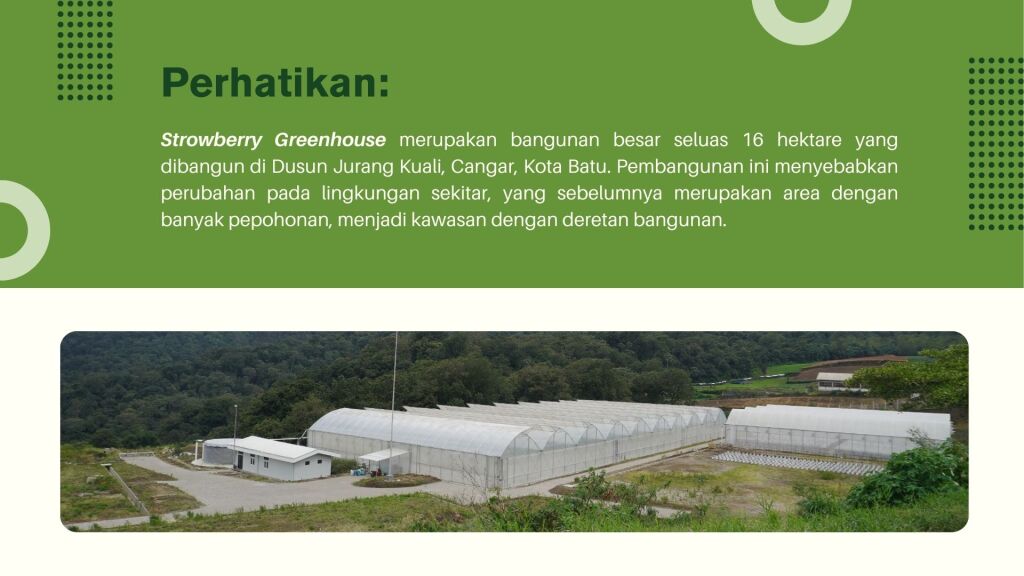 Perhatikan:
Strowberry Greenhouse merupakan bangunan besar seluas 16 hektare yang
dibangun di Dusun Jurang Kuali, Cangar, Kota Batu. Pembangunan ini menyebabkan
perubahan pada lingkungan sekitar, yang sebelumnya merupakan area dengan
banyak pepohonan, menjadi kawasan dengan deretan bangunan.